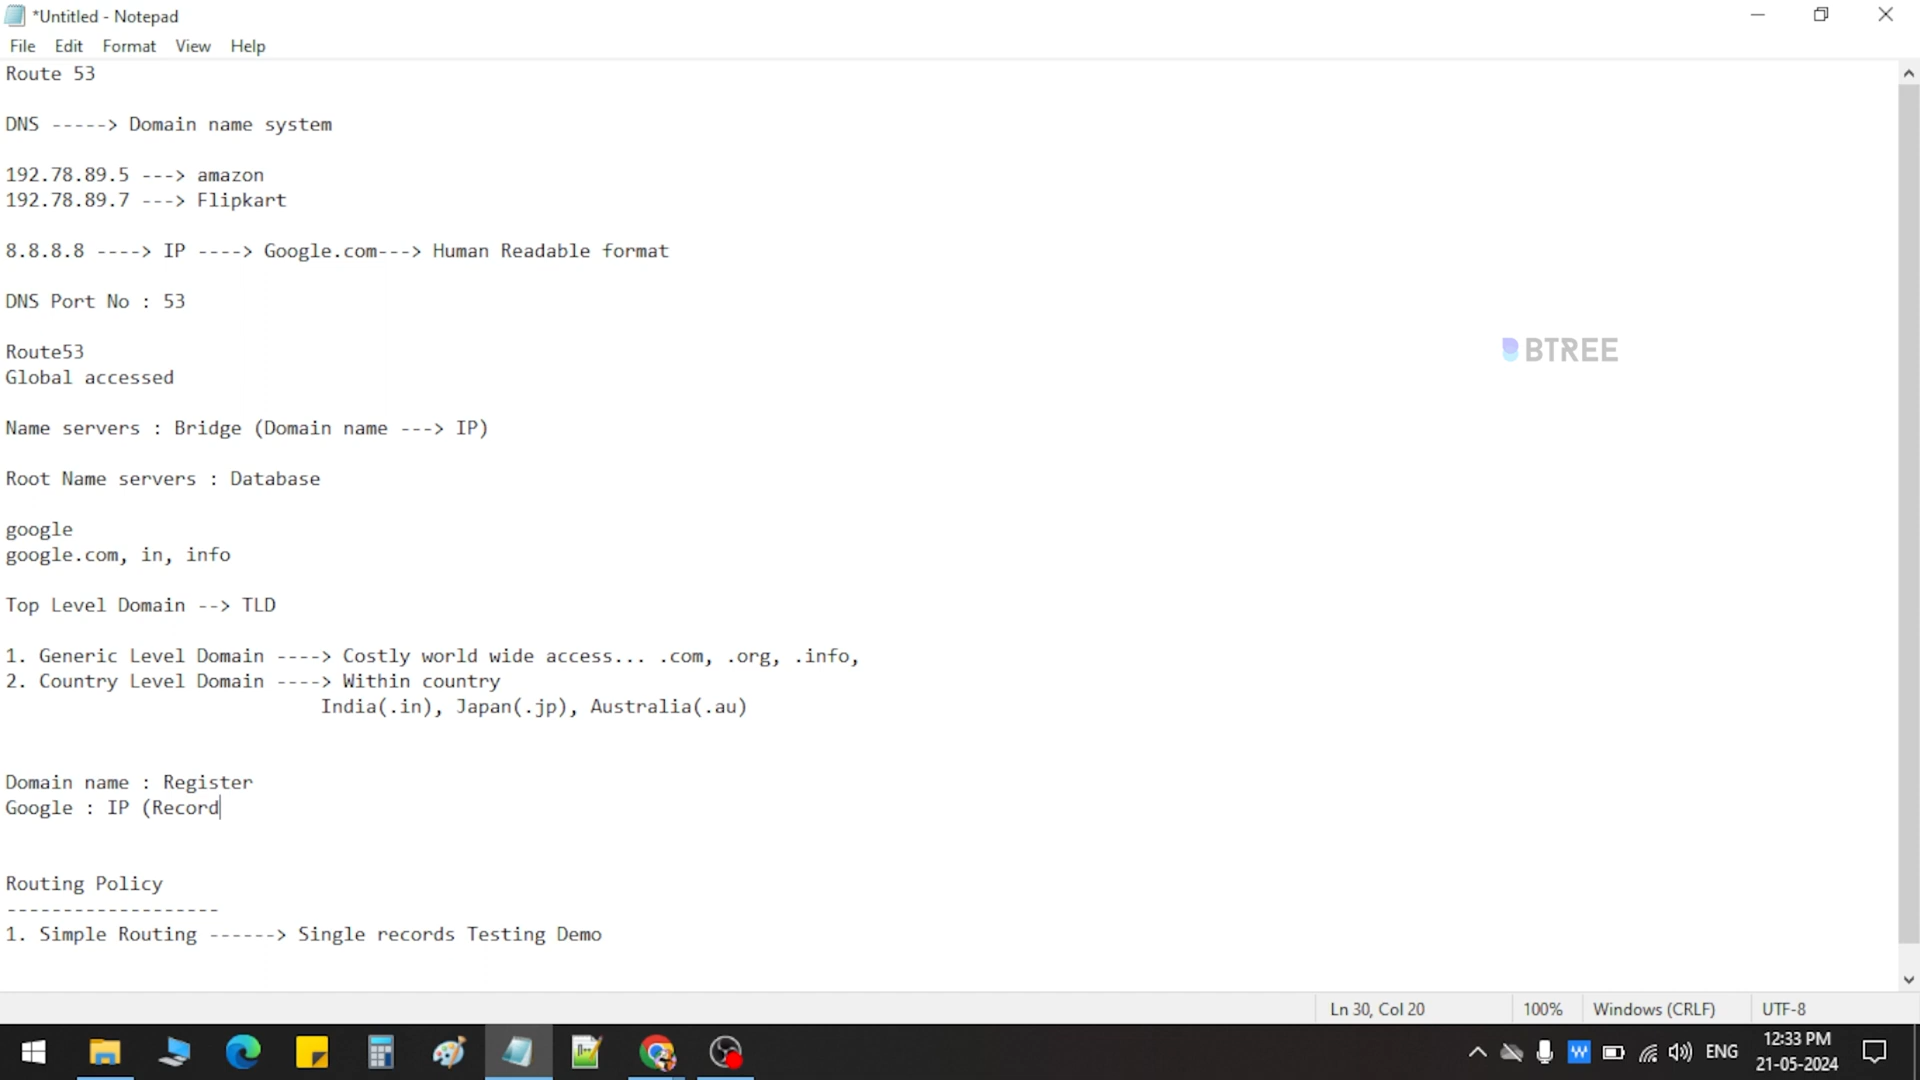 *Untitled - Notepad
File Edit Format View Help
Route 53
DNS -----> Domain name system
192.78.89.5 ---> amazon
192.78.89.7 ---> Flipkart
8.8.8.8 ----> IP ----> Google.com---> Human Readable format
DNS Port No : 53
BTREE
Route53
Global accessed
Name servers : Bridge (Domain name ---> IP)
Root Name servers : Database
google
google.com, in, info
Top Level Domain --> TLD
1. Generic Level Domain ----> Costly world wide access... .com, .org, .info,
2. Country Level Domain ----> Within country
India(.in), Japan(.jp), Australia(.au)
Domain name : Register
Google : IP (Record
Routing Policy
-------------------
1. Simple Routing ------> Single records Testing Demo
Ln 30, Col 20 100% Windows (CRLF) UTF-8
W ENG 12:33 PM
21-05-2024